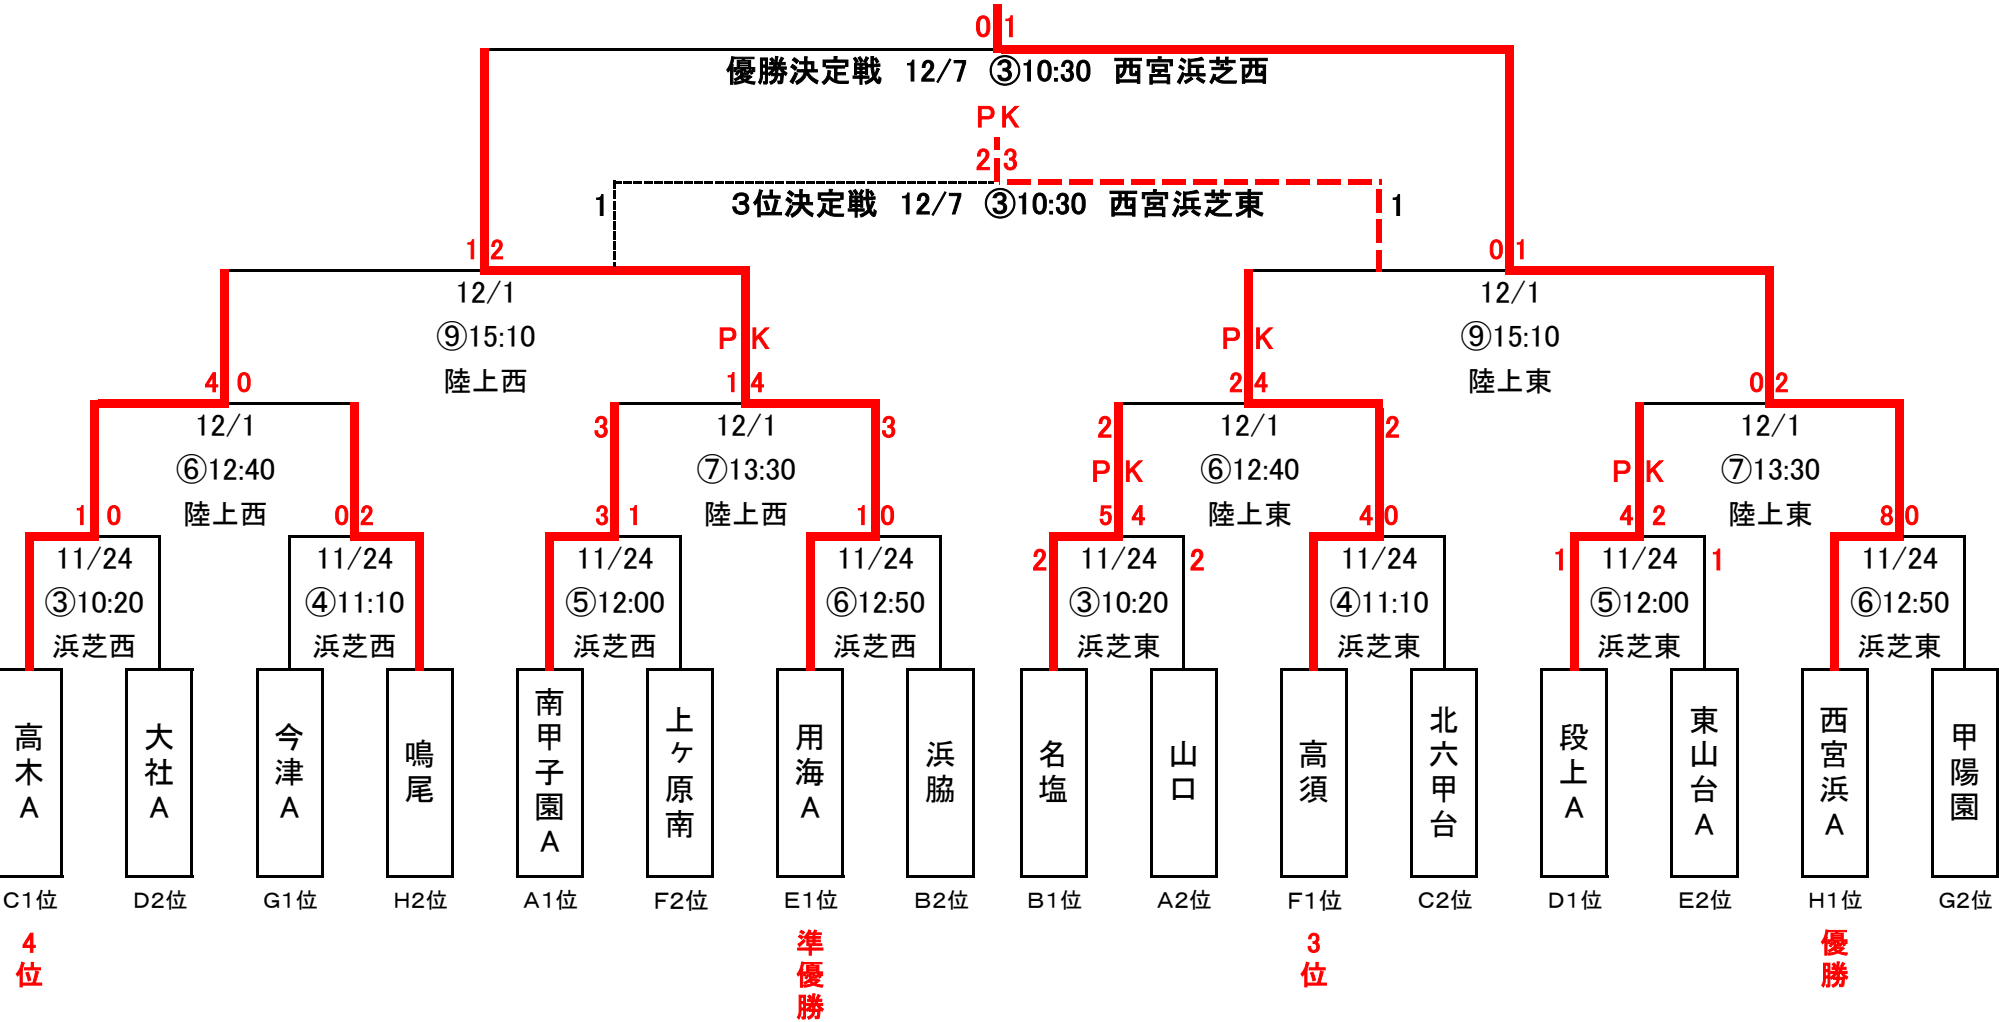 0 1
優勝決定戦 12/7 ③10:30 西宮浜芝西
PK
2 3
1 3位決定戦 12/7 ③10:30 西宮浜芝東 1
1 2 0 1
12/1 12/1
⑨15:10 PK PK ⑨15:10
陸上西 陸上東
4 0 1 4 2 4 0 2
12/1 3 12/1 3 2 12/1 2 12/1
⑥12:40 ⑦13:30 PK ⑥12:40 PK ⑦13:30
陸上西 陸上西 陸上東 陸上東
1 0 0 2 3 1 1 0 5 4 4 0 4 2 8 0
11/24 11/24 11/24 11/24 2 11/24 2 11/24 1 11/24 1 11/24
③10:20 ④11:10 ⑤12:00 ⑥12:50 ③10:20 ④11:10 ⑤12:00 ⑥12:50
浜芝西 浜芝西 浜芝西 浜芝西 浜芝東 浜芝東 浜芝東 浜芝東
高木A
大社A
今津A
鳴尾
南甲子園A
上ケ原南
用海A
浜脇
名塩
山口
高須
北六甲台
段上A
東山台A
西宮浜A
甲陽園
C1位 D2位 G1位 H2位 A1位 F2位 E1位 B2位 B1位 A2位 F1位 C2位 D1位 E2位 H1位 G2位
4位
準優勝
3位
優勝